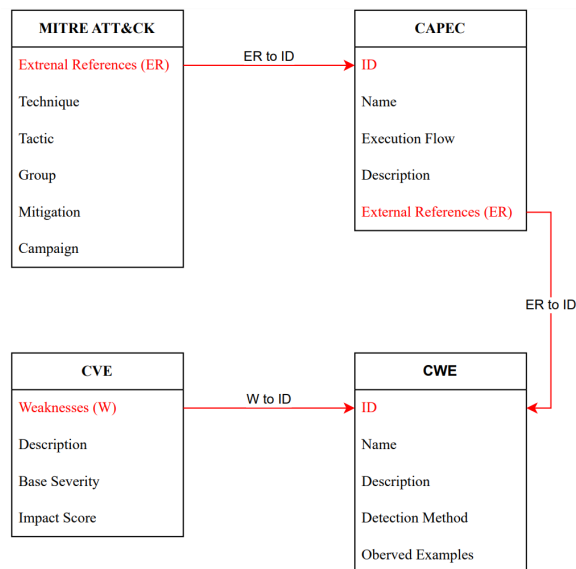 MITRE ATT&CK
Extrenal References (ER)
Technique
Tactic
Group
Mitigation
Campaign
ER to ID
CAPEC
ID
Name
Execution Flow
Description
External References (ER)
ER to ID
CVE
Weaknesses (W)
Description
Base Severity
Impact Score
W to ID
CWE
ID
Name
Description
Detection Method
Oberved Examples